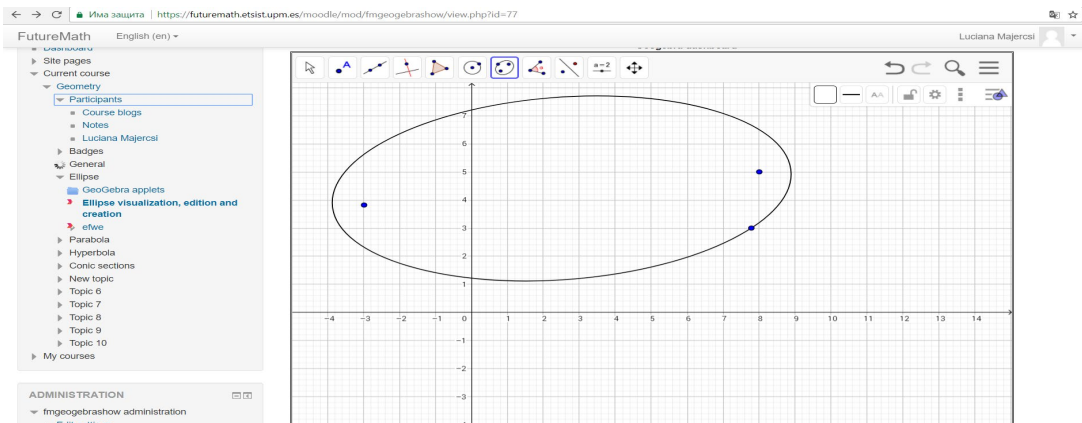 Има защита | https://futuremath.etsist.upm.es/moodle/mod/fmgeogebrashow/view.php?id=77
FutureMath English (en) Luciana Majercsi
Dashboard
Site pages
Current course
Geometry
Participants
Course blogs
Notes
Luciana Majercsi
Badges
General
Ellipse
GeoGebra applets
Ellipse visualization, edition and
creation
efwe
Parabola
Hyperbola
Conic sections
New topic
Topic 6
Topic 7
Topic 8
Topic 9
Topic 10
My courses
ADMINISTRATION
fmgeogebrashow administration
A
a=2
AA
7
6
5
4
3
2
1
−4 −3 −2 −1 0 1 2 3 4 5 6 7 8 9 10 11 12 13 14
−1
−2
−3